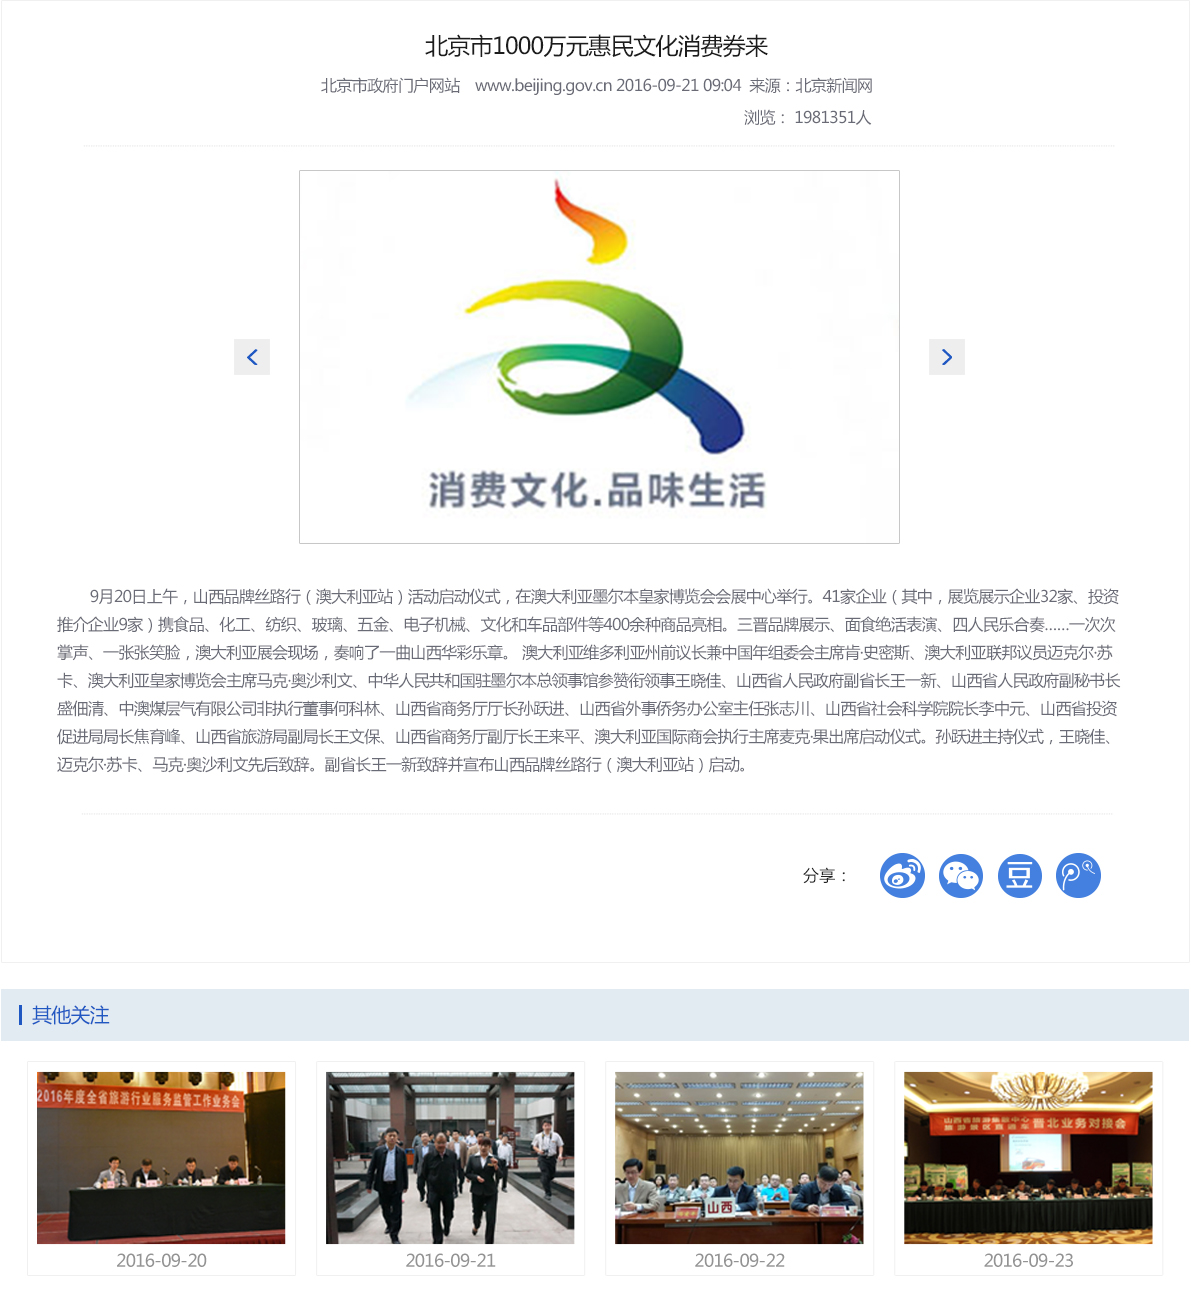 北京市1000万元惠民文化消费券来
北京市政府门户网站 www.beijing.gov.cn 2016-09-21 09:04 来源：北京新闻网
浏览： 1981351人
消费文化.品味生活
9月20日上午，山西品牌丝路行（澳大利亚站）活动启动仪式，在澳大利亚墨尔本皇家博览会会展中心举行。41家企业（其中，展览展示企业32家、投资
推介企业9家）携食品、化工、纺织、玻璃、五金、电子机械、文化和车品部件等400余种商品亮相。三晋品牌展示、面食绝活表演、四人民乐合奏……一次次
掌声、一张张笑脸，澳大利亚展会现场，奏响了一曲山西华彩乐章。 澳大利亚维多利亚州前议长兼中国年组委会主席肯·史密斯、澳大利亚联邦议员迈克尔·苏
卡、澳大利亚皇家博览会主席马克·奥沙利文、中华人民共和国驻墨尔本总领事馆参赞衔领事王晓佳、山西省人民政府副省长王一新、山西省人民政府副秘书长
盛佃清、中澳煤层气有限公司非执行董事何科林、山西省商务厅厅长孙跃进、山西省外事侨务办公室主任张志川、山西省社会科学院院长李中元、山西省投资
促进局局长焦育峰、山西省旅游局副局长王文保、山西省商务厅副厅长王来平、澳大利亚国际商会执行主席麦克·果出席启动仪式。孙跃进主持仪式，王晓佳、
迈克尔·苏卡、马克·奥沙利文先后致辞。副省长王一新致辞并宣布山西品牌丝路行（澳大利亚站）启动。
分享：
豆
其他关注
2016年度全省旅游行业服务监管工作业务会
山西
晋北业务对接会
2016-09-20
2016-09-21
2016-09-22
2016-09-23